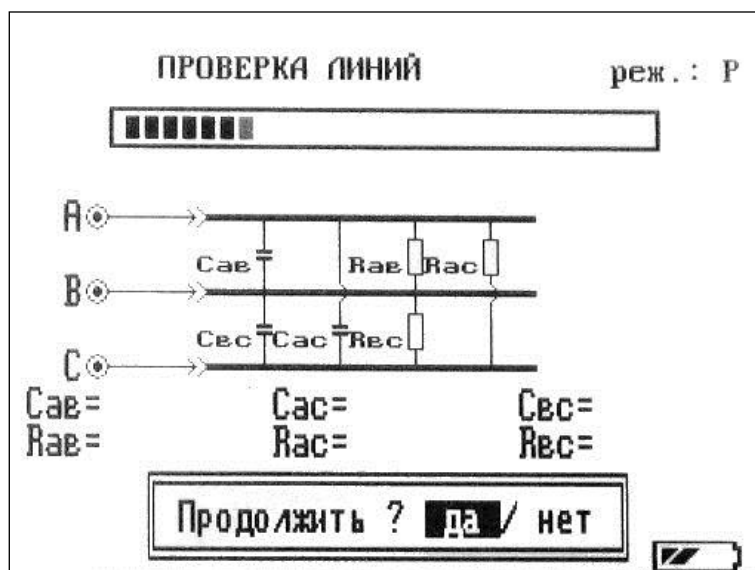 ПРОВЕРКА ЛИНИЙ реж.: Р
А
Сав Rав Rас
В
Свс Сас Rвс
С
Сав= Сас= Свс=
Rав= Rас= Rвс=
Продолжить ? да / нет